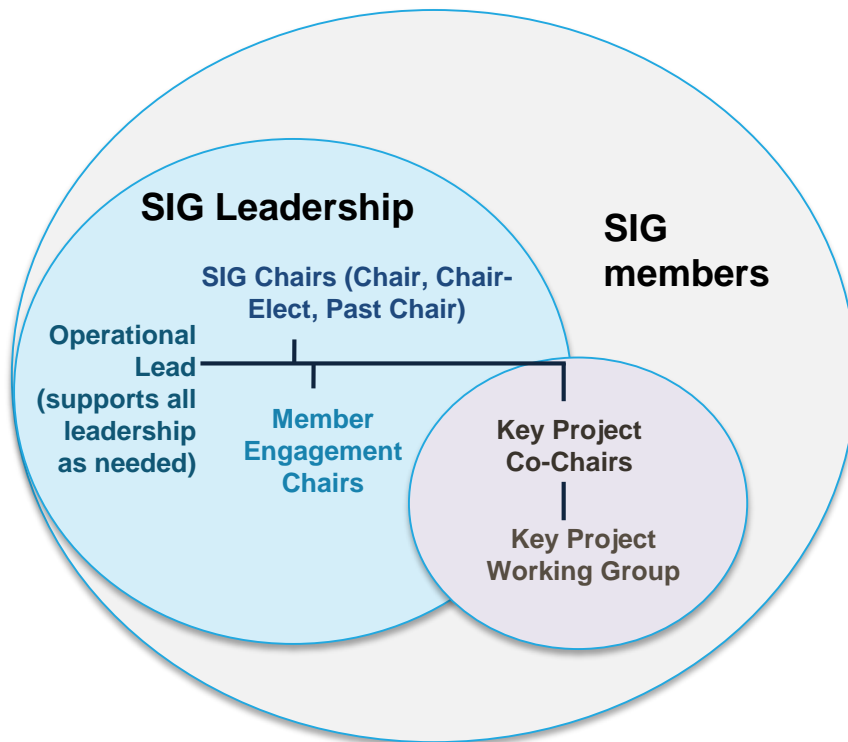 SIG Leadership
SIG
members
SIG Chairs (Chair, Chair-
Elect, Past Chair)
Operational
Lead
(supports all
leadership
as needed)
Member
Engagement
Chairs
Key Project
Co-Chairs
Key Project
Working Group